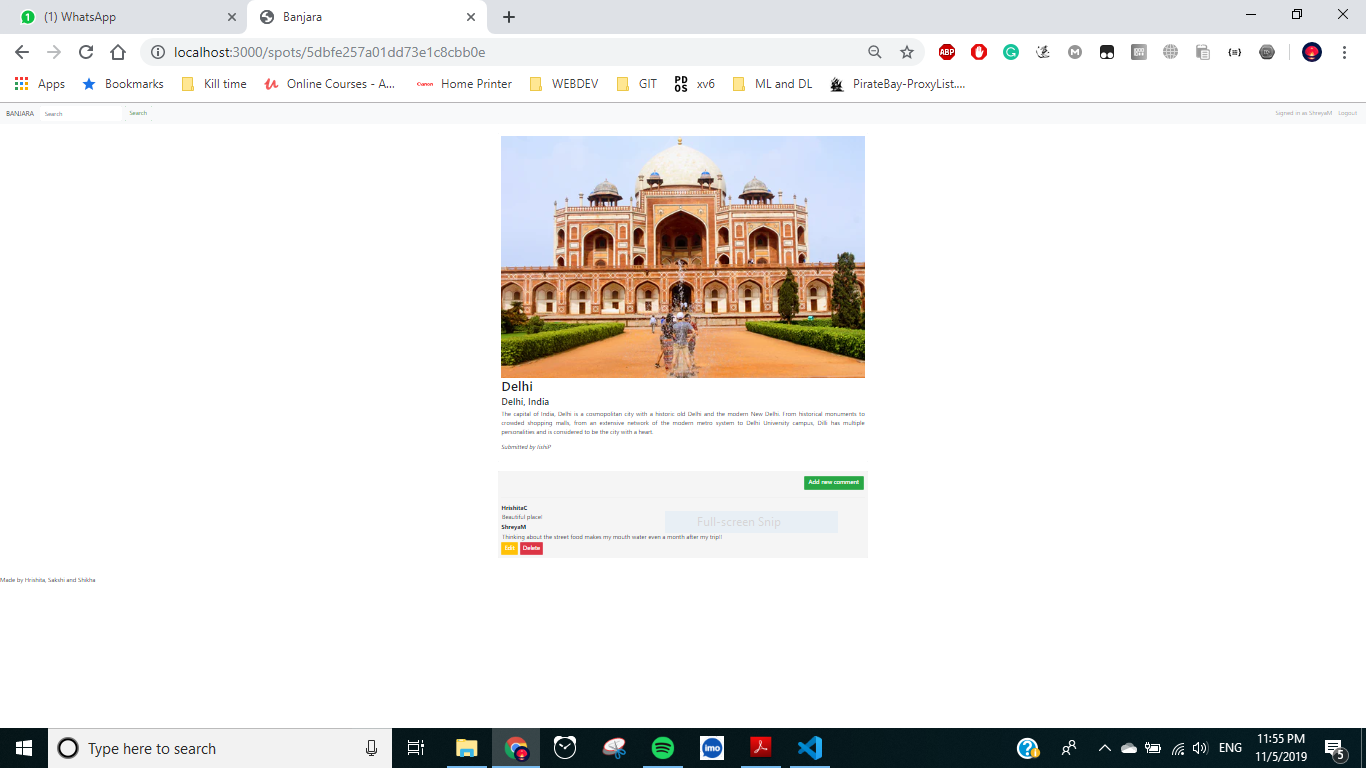 (1) WhatsApp
Banjara
localhost:3000/spots/5dbfe257a01dd73e1c8cbb0e
Apps Bookmarks Kill time Online Courses - A... Canon Home Printer WEBDEV GIT PD OS xv6 ML and DL PirateBay-ProxyList....
BANJARA Search Search Signed in as ShreyaM Logout
Delhi
Delhi, India
The capital of India, Delhi is a cosmopolitan city with a historic old Delhi and the modern New Delhi. From historical monuments to
crowded shopping malls, from an extensive network of the modern metro system to Delhi University campus, Dilli has multiple
personalities and is considered to be the city with a heart.
Submitted by
Add new comment
HrishitaC
Beautiful place!
Full-screen Snip
ShreyaM
Thinking about the street food makes my mouth water even a month after my trip!!
Edit Delete
Made by Hrishita, Sakshi and Shikha
Type here to search
imo
ENG
11:55 PM
11/5/2019
5